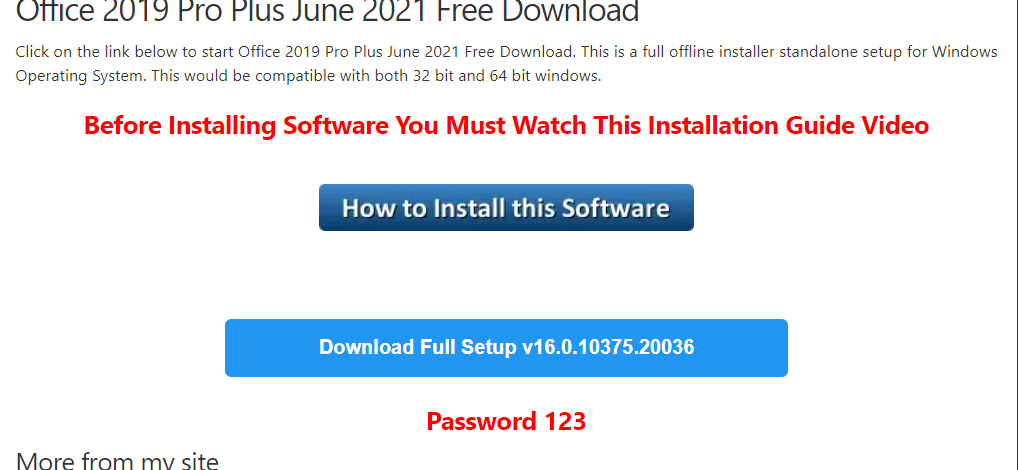 Office 2019 Pro Plus June 2021 Free Download
Click on the link below to start Office 2019 Pro Plus June 2021 Free Download. This is a full offline installer standalone setup for Windows
Operating System. This would be compatible with both 32 bit and 64 bit windows.
Before Installing Software You Must Watch This Installation Guide Video
How to Install this Software
Download Full Setup v16.0.10375.20036
Password 123
More from my site